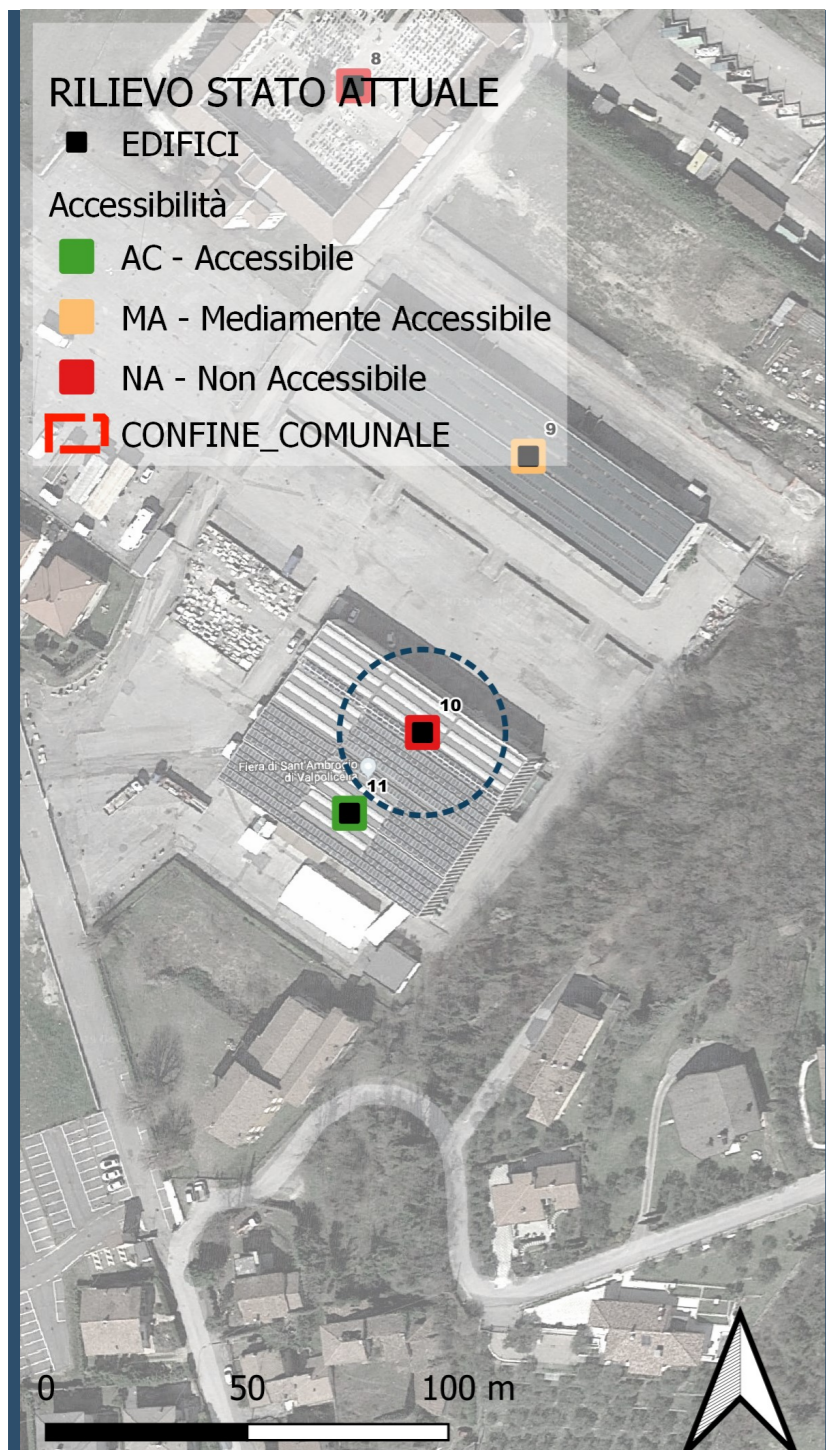 8
RILIEVO STATO ATTUALE
EDIFICI
Accessibilità
AC - Accessibile
MA - Mediamente Accessibile
NA - Non Accessibile
CONFINE_COMUNALE
9
10
Fiera di Sant'Ambrogio
di Valpolicella
11
0 50 100 m